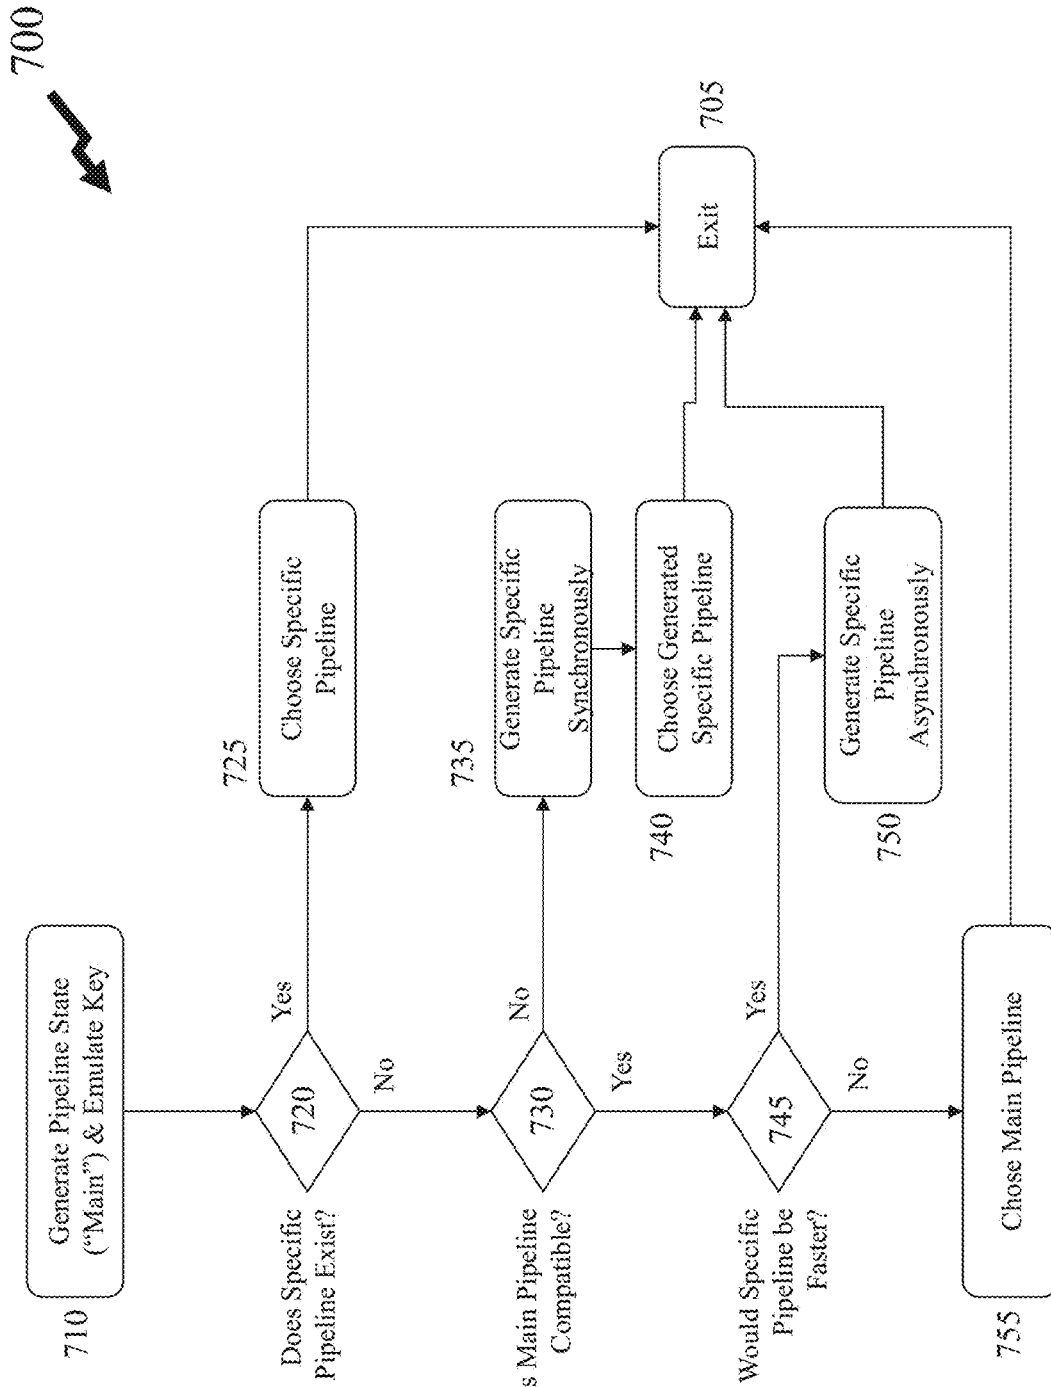 700
710
Generate Pipeline State
("Main") & Emulate Key
Does Specific
Pipeline Exist?
720
Yes
No
725
Choose Specific
Pipeline
s Main Pipeline
Compatible?
730
No
Yes
735
Generate Specific
Pipeline
Synchronously
740
Choose Generated
Specific Pipeline
Would Specific
Pipeline be
Faster?
745
Yes
No
750
Generate Specific
Pipeline
Asynchronously
755
Chose Main Pipeline
Exit
705